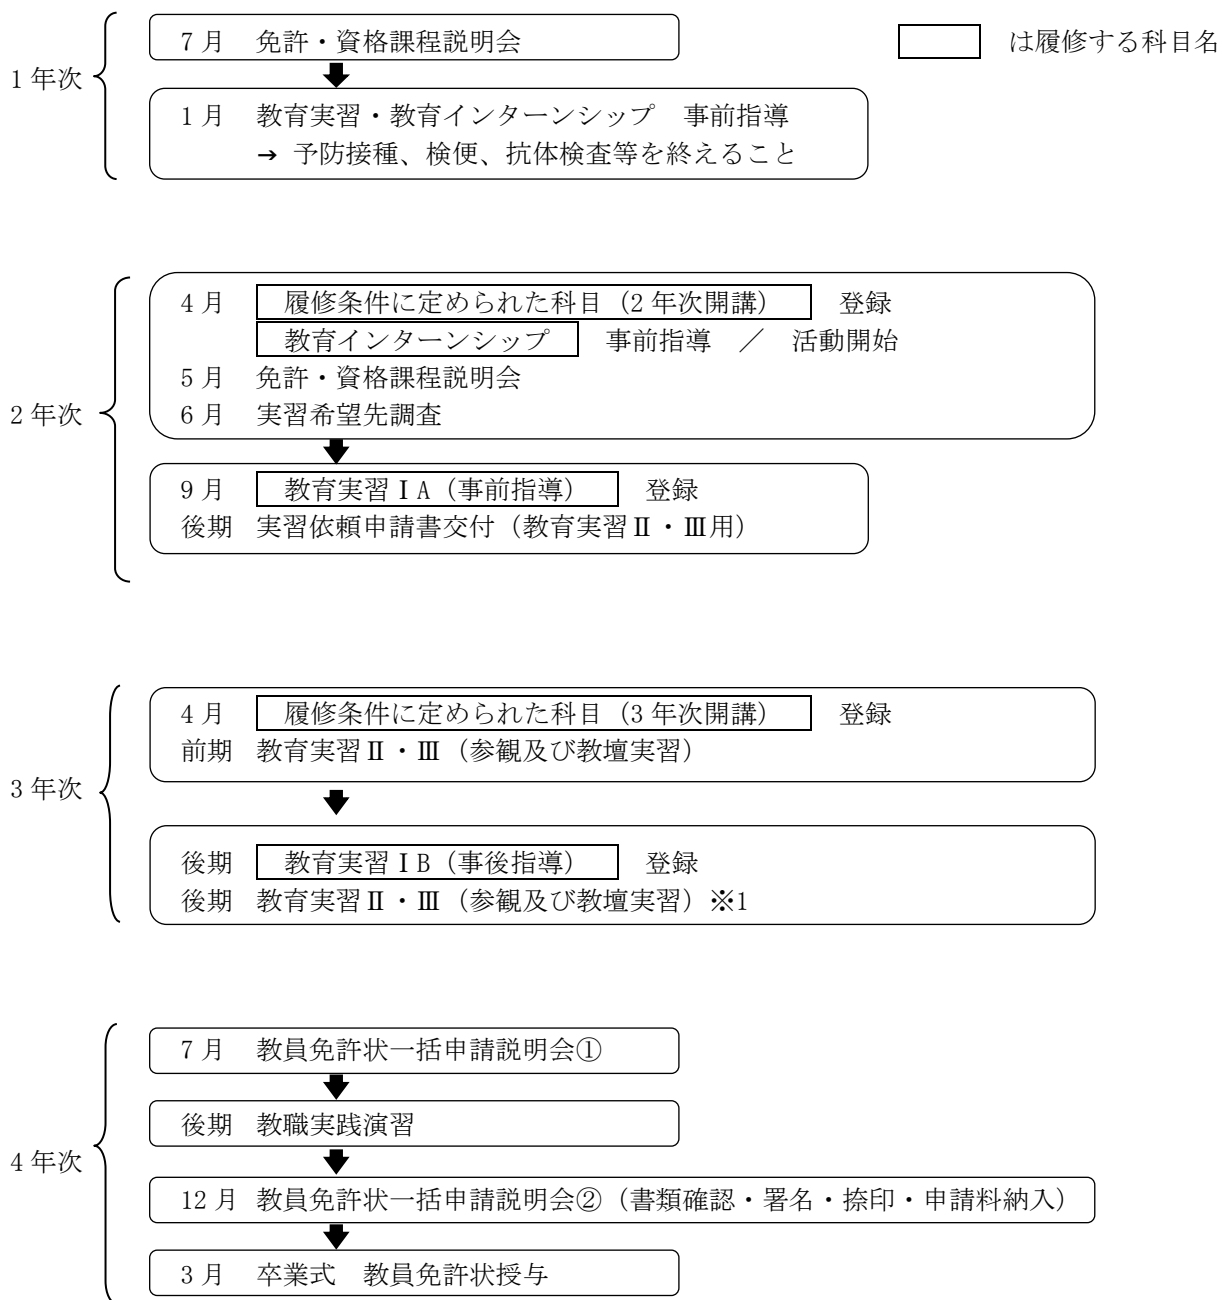 7月 免許・資格課程説明会
は履修する科目名
1年次
1月 教育実習・教育インターンシップ 事前指導
→ 予防接種、検便、抗体検査等を終えること
4月 履修条件に定められた科目（2年次開講） 登録
教育インターンシップ 事前指導 ／ 活動開始
5月 免許・資格課程説明会
2年次
6月 実習希望先調査
9月 教育実習ⅠA（事前指導） 登録
後期 実習依頼申請書交付（教育実習Ⅱ・Ⅲ用）
4月 履修条件に定められた科目（3年次開講） 登録
前期 教育実習Ⅱ・Ⅲ（参観及び教壇実習）
3年次
後期 教育実習ⅠB（事後指導） 登録
後期 教育実習Ⅱ・Ⅲ（参観及び教壇実習）※1
7月 教員免許状一括申請説明会①
後期 教職実践演習
4年次
12月 教員免許状一括申請説明会②（書類確認・署名・捺印・申請料納入）
3月 卒業式 教員免許状授与